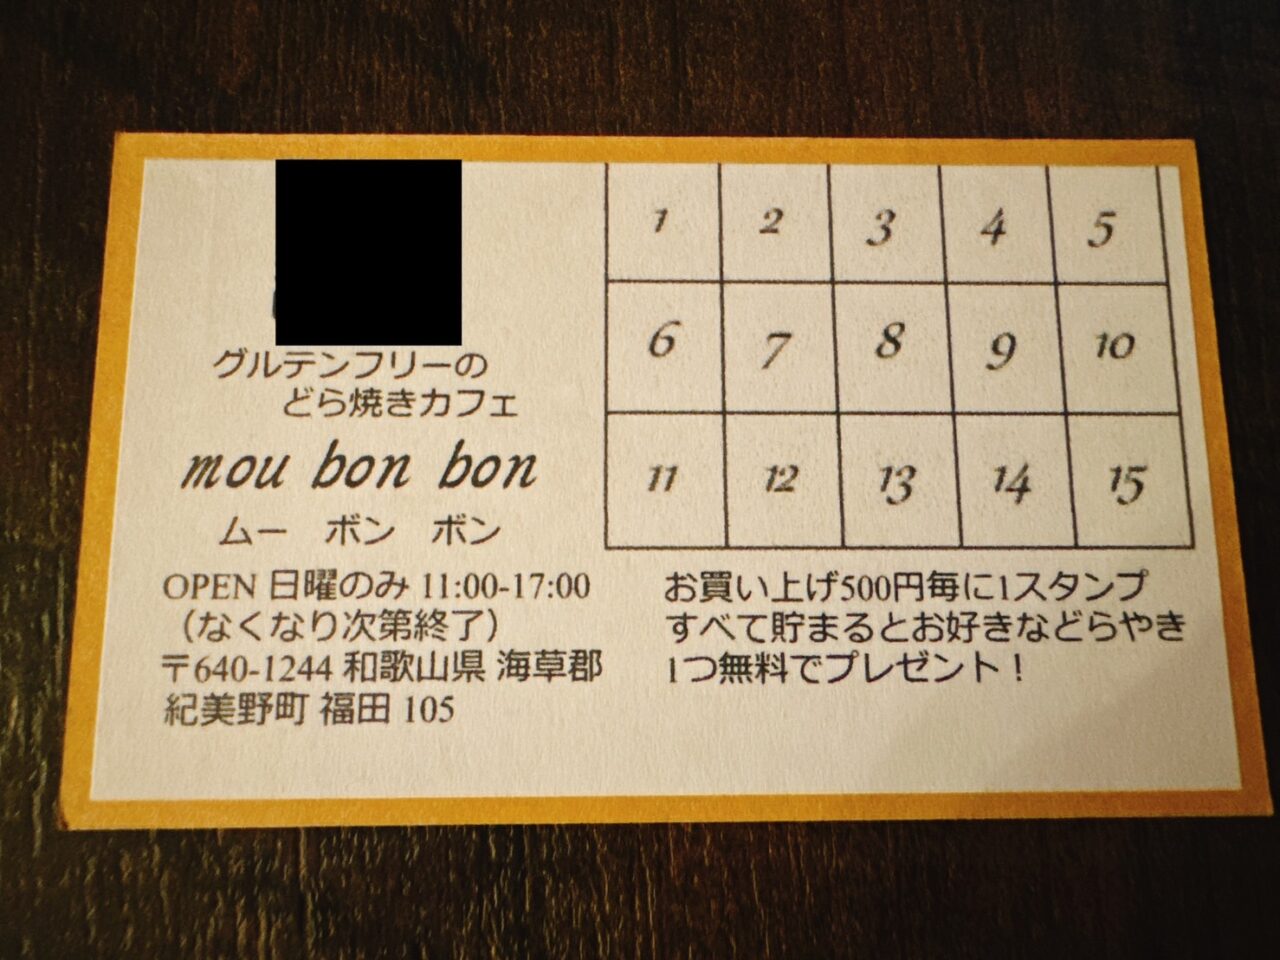 グルテンフリーの
どら焼きカフェ
mou bon bon
ムー ボン ボン
OPEN 日曜のみ 11:00-17:00
（なくなり次第終了）
〒640-1244 和歌山県 海草郡
紀美野町 福田 105
1 2 3 4 5
6 7 8 9 10
11 12 13 14 15
お買い上げ500円毎に1スタンプ
すべて貯まるとお好きなどらやき
1つ無料でプレゼント！